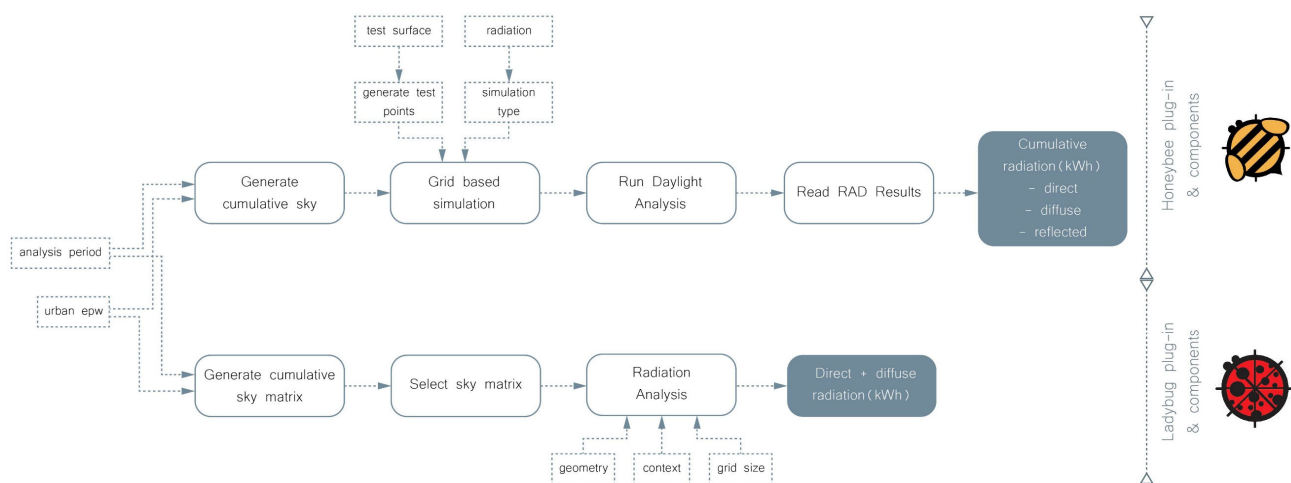 test surface
radiation
generate test
points
simulation
type
Generate
cumulative sky
Grid based
simulation
Run Daylight
Analysis
Read RAD Results
Cumulative
radiation(kWh)
- direct
- diffuse
- reflected
Honeybee plug-in
& components
analysis period
urban epw
Generate cumulative
sky matrix
Select sky matrix
Radiation
Analysis
Direct + diffuse
radiation(kWh)
geometry
context
grid size
Ladybug plug-in
& components